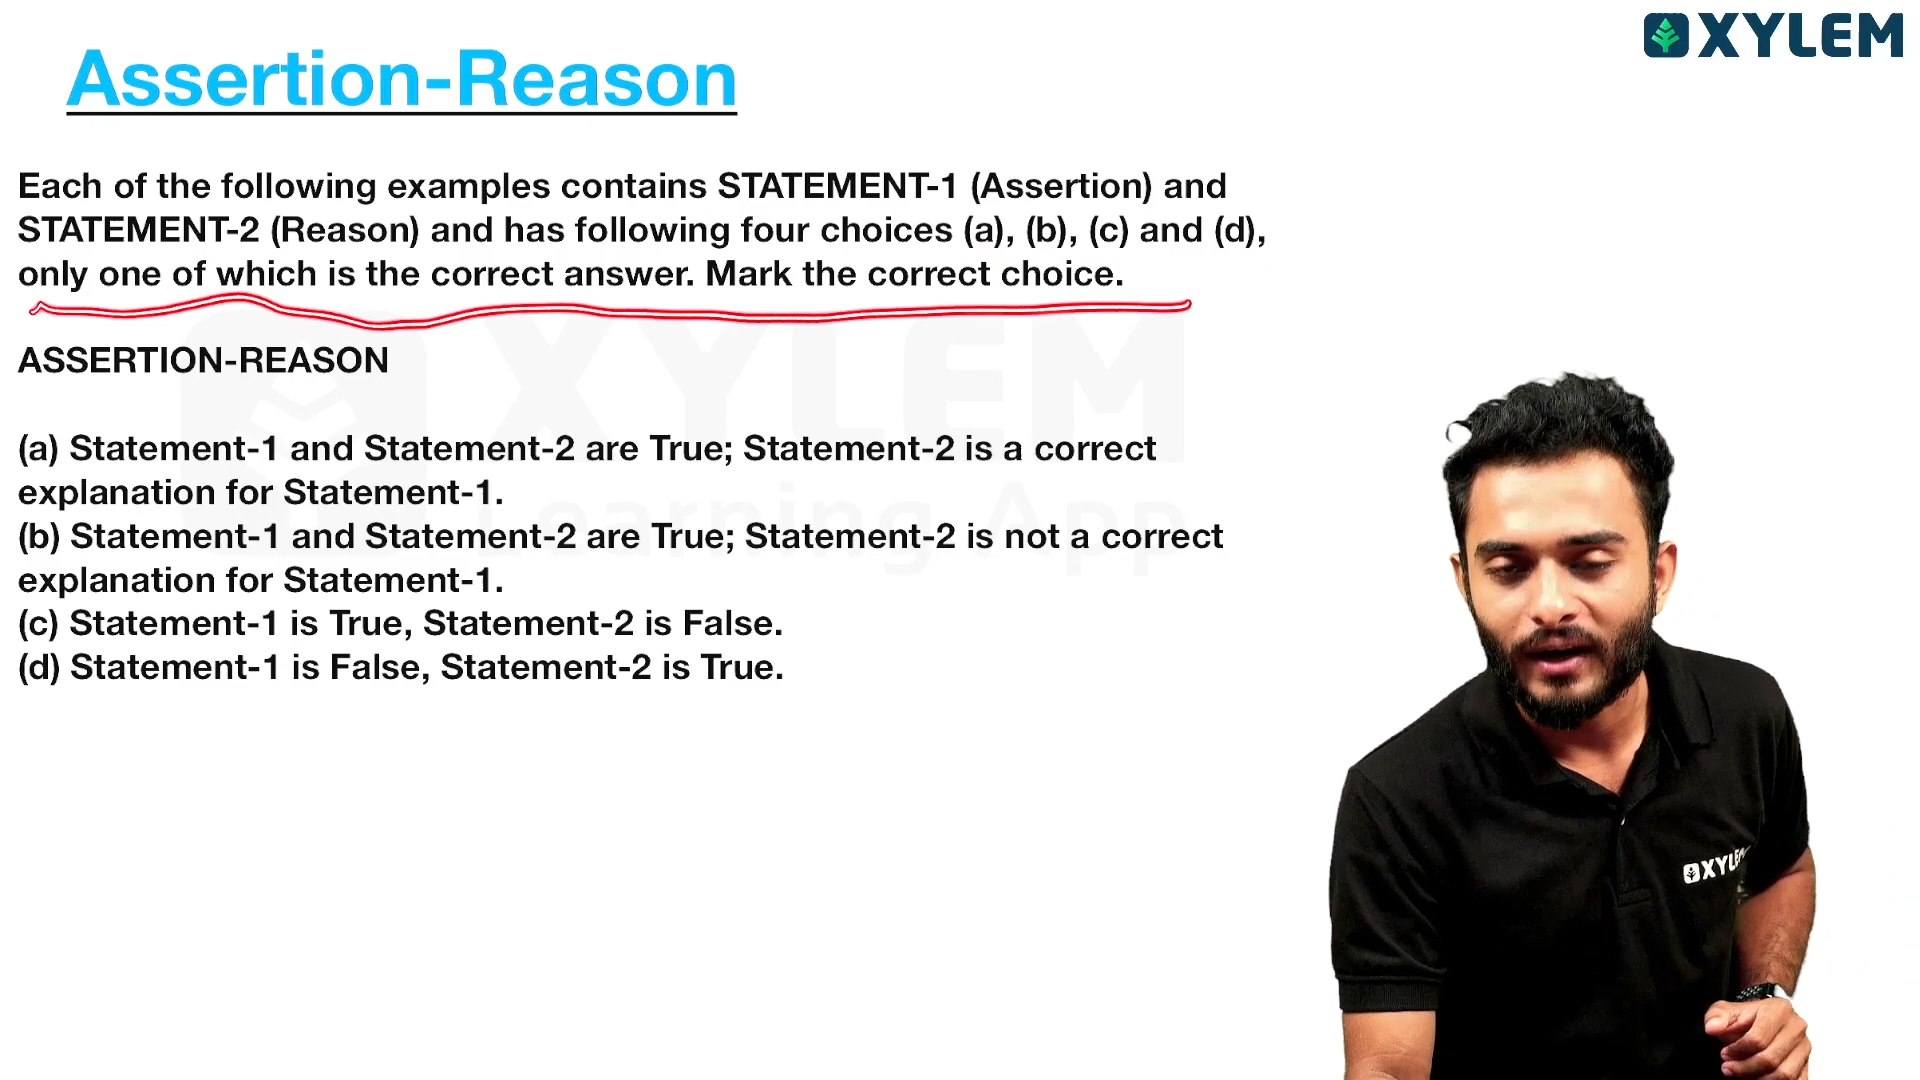 XYLEM
Assertion-Reason
Each of the following examples contains STATEMENT-1 (Assertion) and
STATEMENT-2 (Reason) and has following four choices (a), (b), (c) and (d),
only one of which is the correct answer. Mark the correct choice.
XYLEM
Learning App
ASSERTION-REASON
(a) Statement-1 and Statement-2 are True; Statement-2 is a correct
explanation for Statement-1.
(b) Statement-1 and Statement-2 are True; Statement-2 is not a correct
explanation for Statement-1.
(c) Statement-1 is True, Statement-2 is False.
(d) Statement-1 is False, Statement-2 is True.
XYLEM